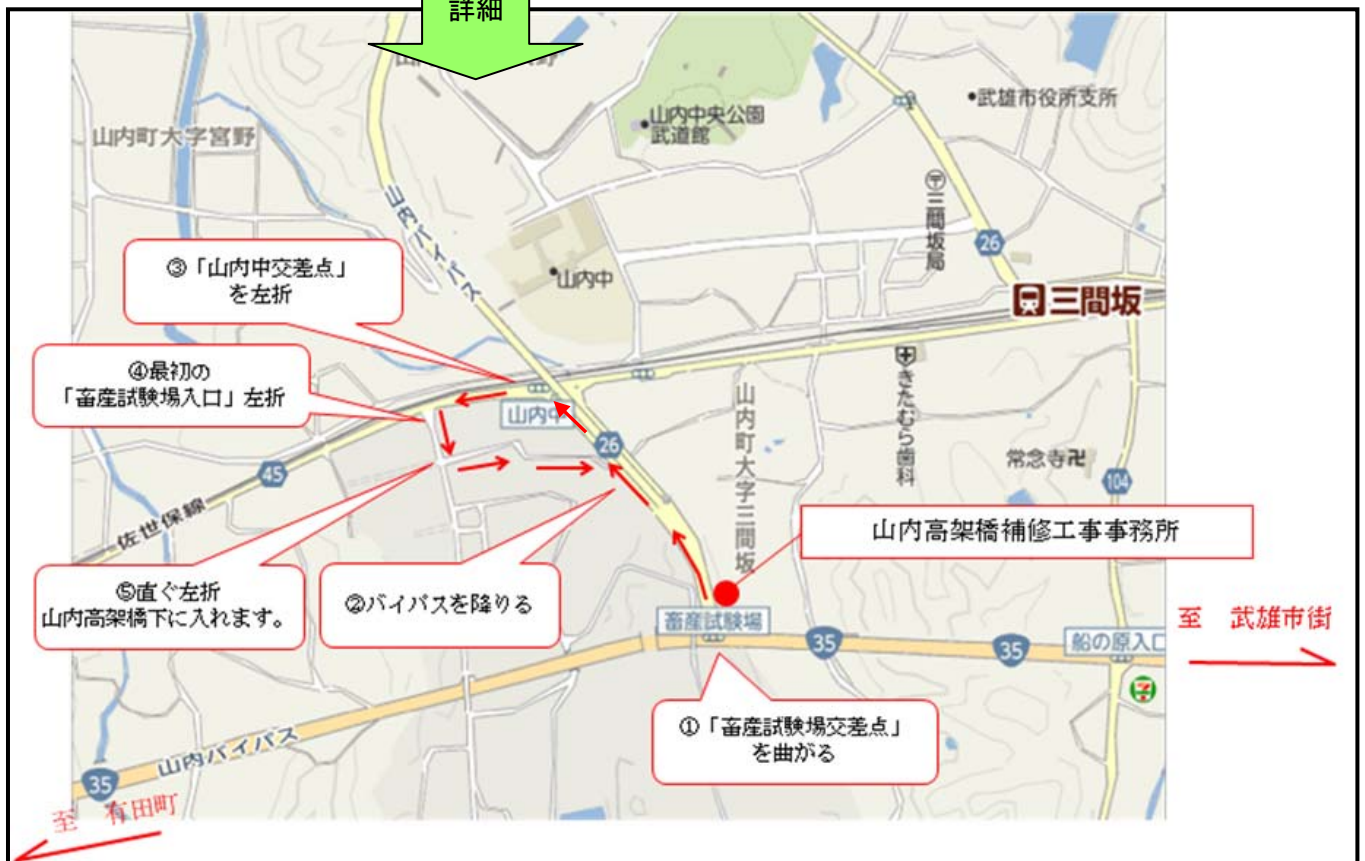 詳細
山内町大字宮野
山内中央公園
武道館
武雄市役所支所
三間坂局
山内バイパス
③「山内中交差点」
を左折
山内中
26
三間坂
④最初の
「畜産試験場入口」左折
山内中
26
山内町大字三間坂
きたむら歯科
常念寺
104
45
佐世保線
山内高架橋補修工事事務所
⑤直ぐ左折
山内高架橋下に入れます。
②バイパスを降りる
畜産試験場
35
35
船の原入口
至 武雄市街
①「畜産試験場交差点」
を曲がる
山内バイパス
35
至 有田町